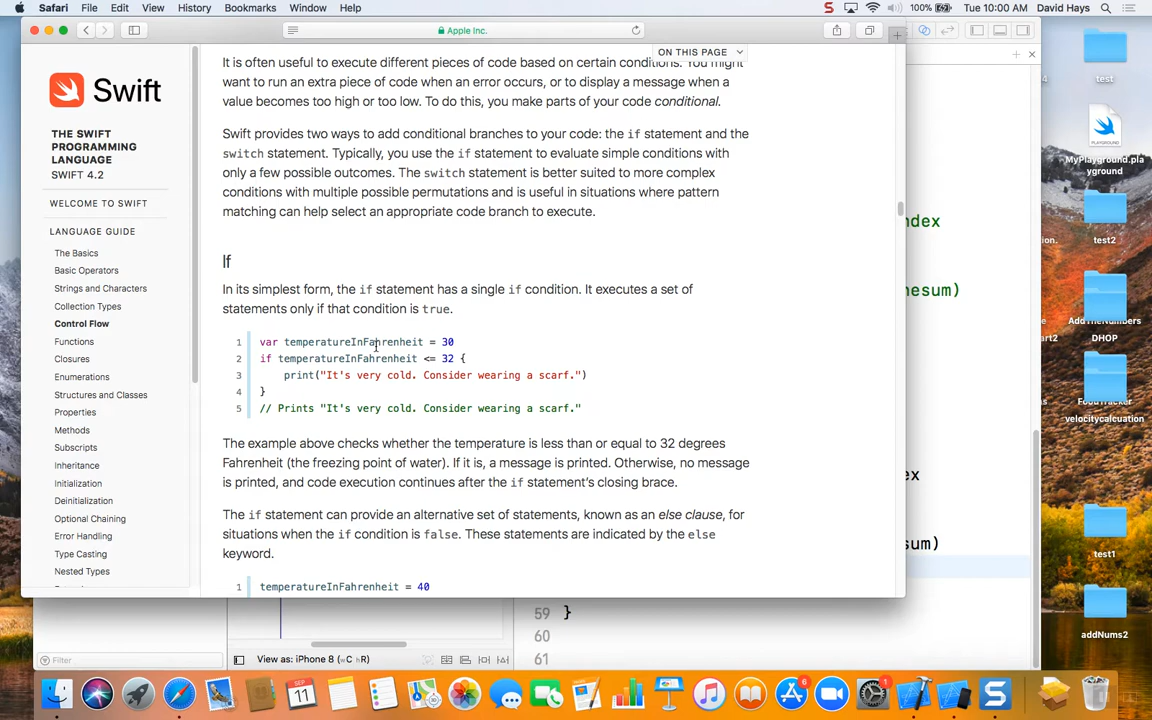 Safari File Edit View History Bookmarks Window Help
100% Tue 10:00 AM David Hays
Apple Inc.
ON THIS PAGE
Swift
THE SWIFT
PROGRAMMING
LANGUAGE
SWIFT 4.2
WELCOME TO SWIFT
LANGUAGE GUIDE
The Basics
Basic Operators
Strings and Characters
Collection Types
Control Flow
Functions
Closures
Enumerations
Structures and Classes
Properties
Methods
Subscripts
Inheritance
Initialization
Deinitialization
Optional Chaining
Error Handling
Type Casting
Nested Types
It is often useful to execute different pieces of code based on certain conditions. You might
want to run an extra piece of code when an error occurs, or to display a message when a
value becomes too high or too low. To do this, you make parts of your code conditional.
Swift provides two ways to add conditional branches to your code: the if statement and the
switch statement. Typically, you use the if statement to evaluate simple conditions with
only a few possible outcomes. The switch statement is better suited to more complex
conditions with multiple possible permutations and is useful in situations where pattern
matching can help select an appropriate code branch to execute.
If
In its simplest form, the if statement has a single if condition. It executes a set of
statements only if that condition is true.
1 var temperatureInFahrenheit = 30
2 if temperatureInFahrenheit <= 32 {
3 print("It's very cold. Consider wearing a scarf.")
4 }
5 // Prints "It's very cold. Consider wearing a scarf."
The example above checks whether the temperature is less than or equal to 32 degrees
Fahrenheit (the freezing point of water). If it is, a message is printed. Otherwise, no message
is printed, and code execution continues after the if statement's closing brace.
The if statement can provide an alternative set of statements, known as an else clause, for
situations when the if condition is false. These statements are indicated by the else
keyword.
1 temperatureInFahrenheit = 40
ndex
nesum)
ex
sum)
59 }
60
61
Filter
View as: iPhone 8 (wC hR)
test
PLAYGROUND
MyPlayground.pla
yground
test2
AddTheNumbers
DHOP
FoodTracker
velocitycalcuation
test1
addNums2
SEP
11
6
1